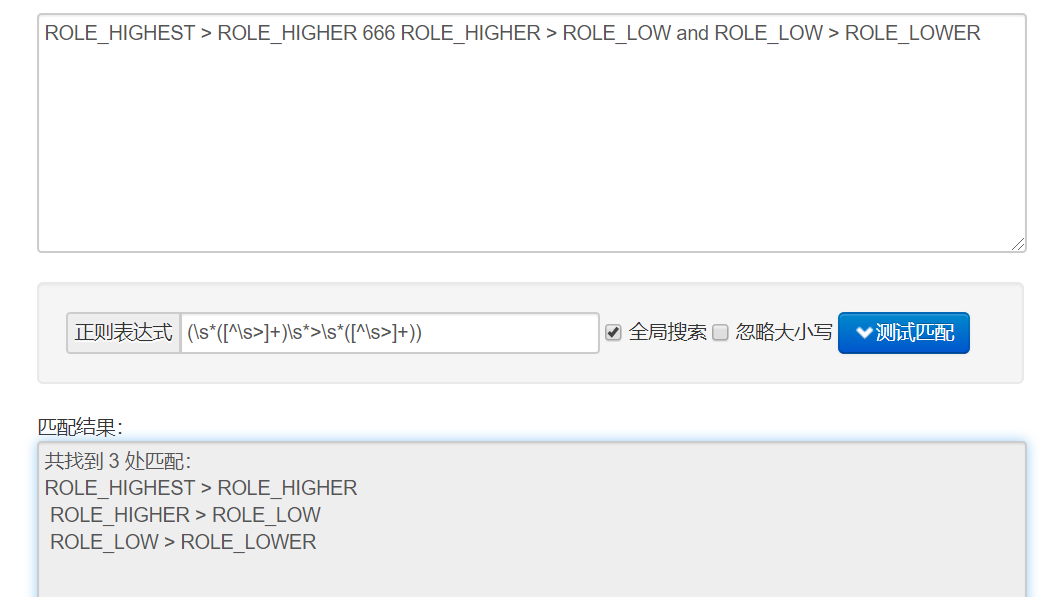 ROLE_HIGHEST > ROLE_HIGHER 666 ROLE_HIGHER > ROLE_LOW and ROLE_LOW > ROLE_LOWER
正则表达式 (\s*([^\s>]+)\s*>\s*([^\s>]+)) 全局搜索 忽略大小写 测试匹配
匹配结果：
共找到 3 处匹配：
ROLE_HIGHEST > ROLE_HIGHER
ROLE_HIGHER > ROLE_LOW
ROLE_LOW > ROLE_LOWER